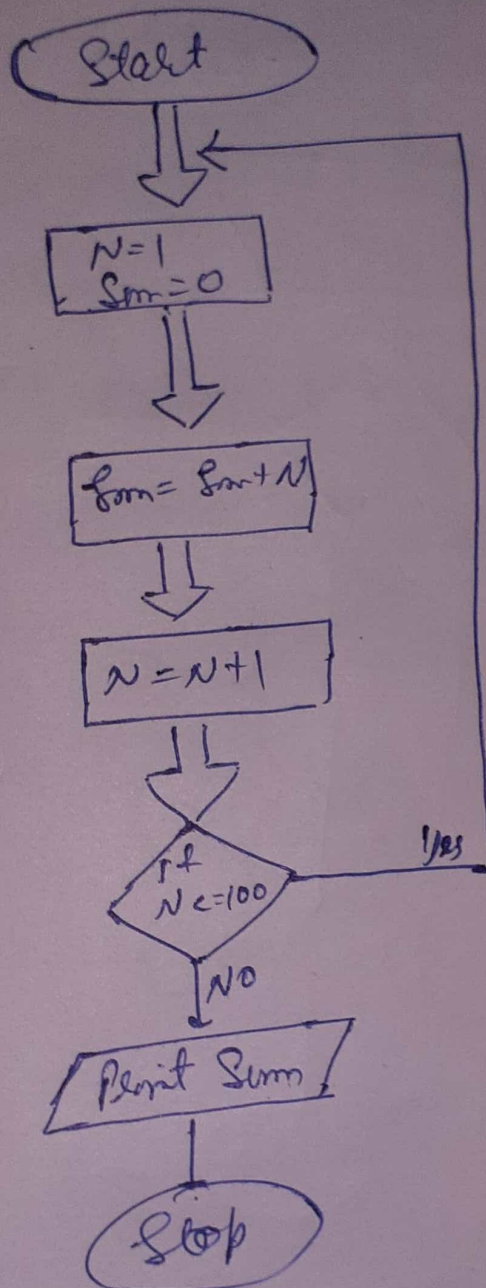 Start
N=1
Sum=0
Sum= Sum+N
N=N+1
If
N<=100
Yes
NO
Print Sum
Stop